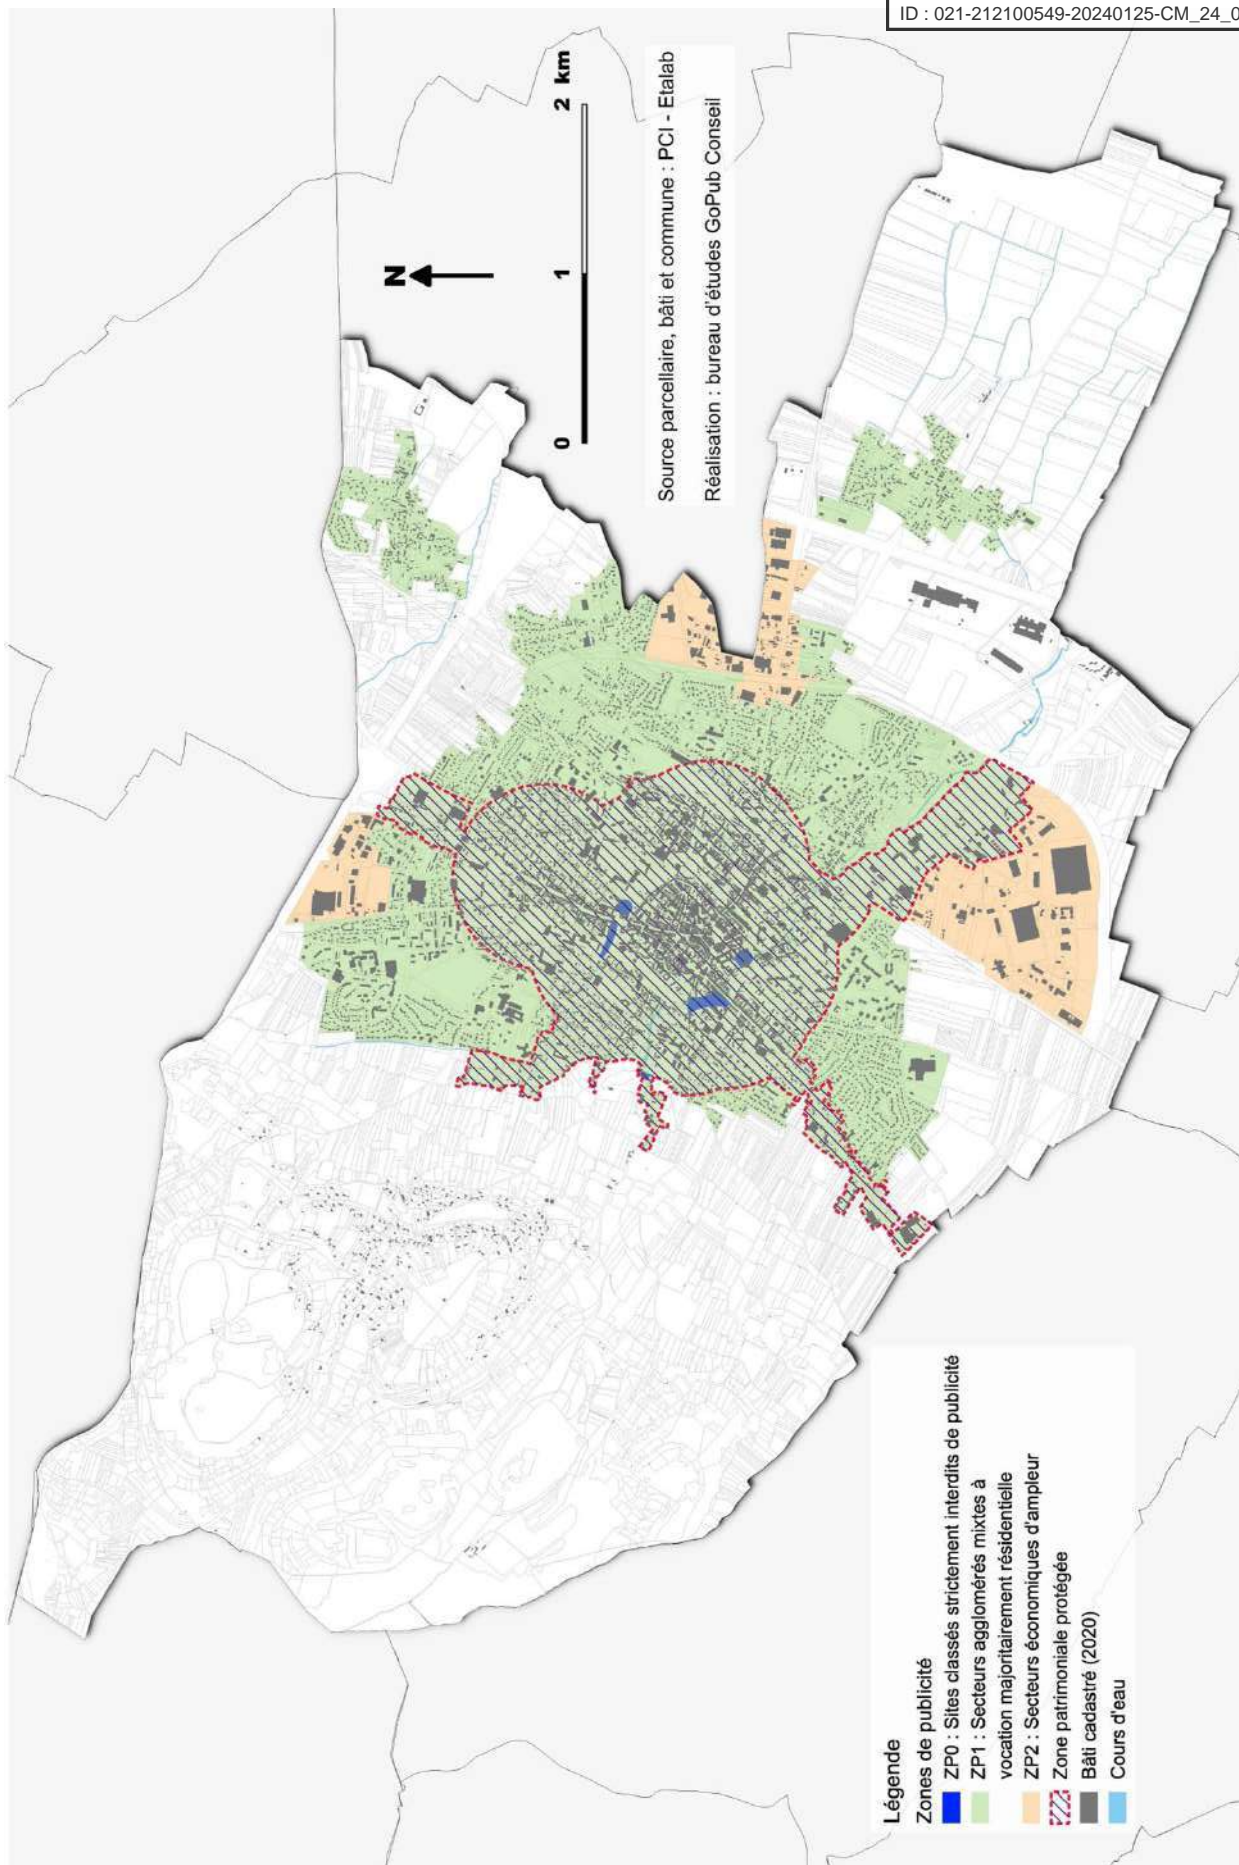 ID : 021-212100549-20240125-CM_24_0
N
0 1 2 km
Source parcellaire, bâti et commune : PCI - Etalab
Réalisation : bureau d'études GoPub Conseil
Légende
Zones de publicité
ZP0 : Sites classés strictement interdits de publicité
ZP1 : Secteurs agglomérés mixtes à
vocation majoritairement résidentielle
ZP2 : Secteurs économiques d'ampleur
Zone patrimoniale protégée
Bâti cadastré (2020)
Cours d'eau